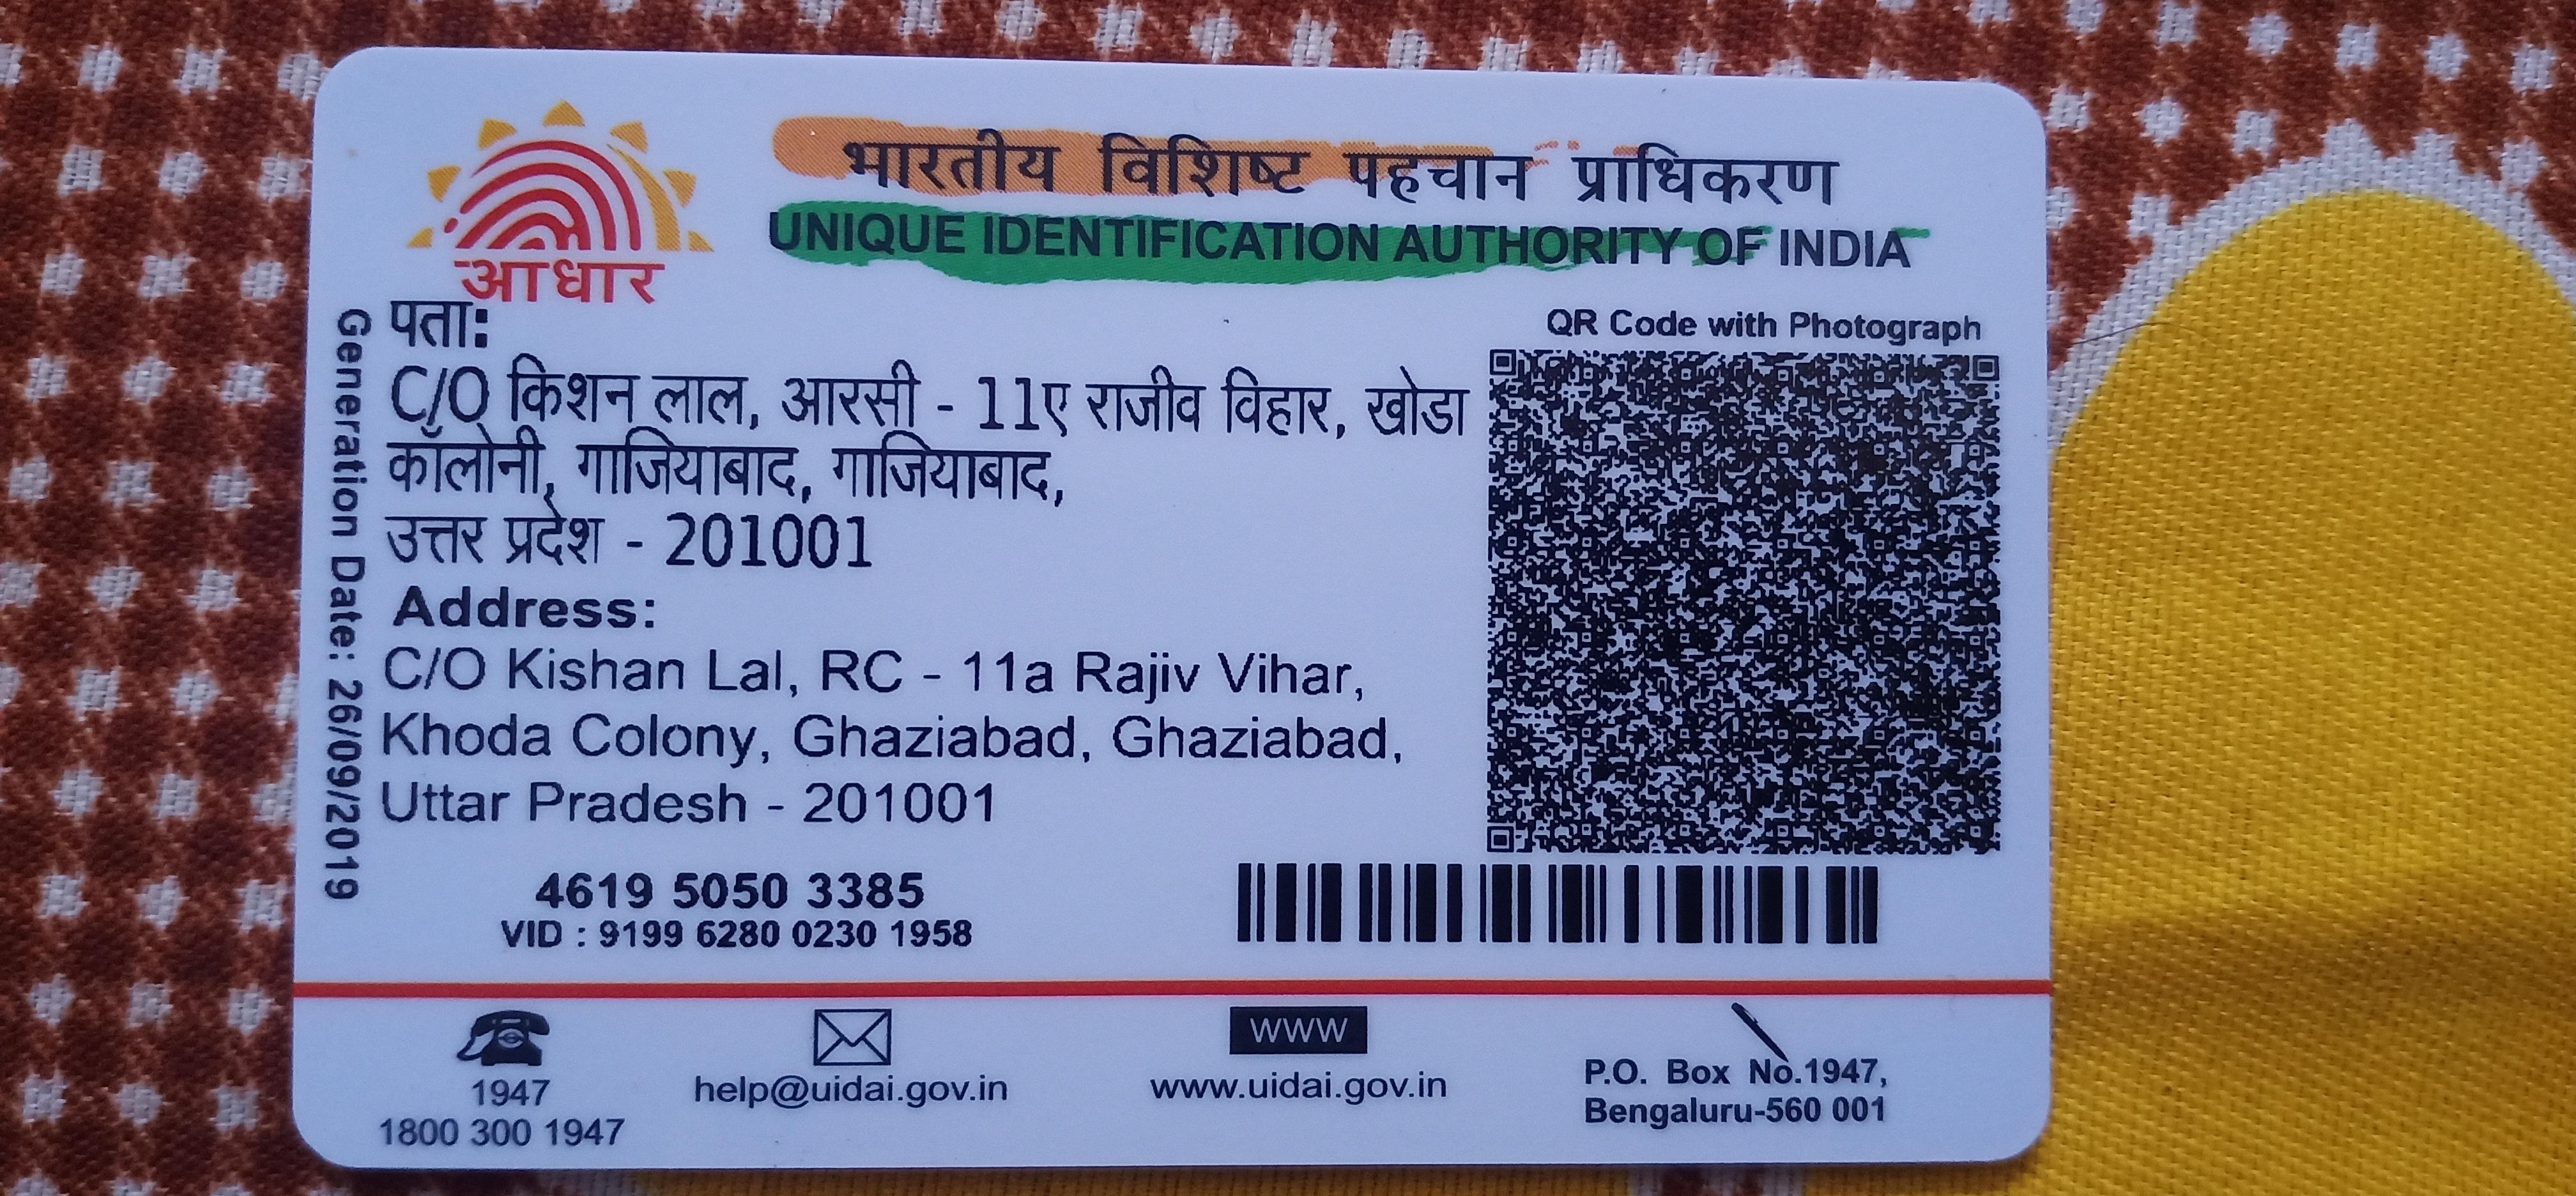 भारतीय विशिष्ट पहचान प्राधिकरण
UNIQUE IDENTIFICATION AUTHORITY OF INDIA
आधार
QR Code with Photograph
Generation Date: 26/09/2019
पता:
C/O किशन लाल, आरसी - 11ए राजीव विहार, खोडा
कॉलोनी, गाजियाबाद, गाजियाबाद,
उत्तर प्रदेश - 201001
Address:
C/O Kishan Lal, RC - 11a Rajiv Vihar,
Khoda Colony, Ghaziabad, Ghaziabad,
Uttar Pradesh - 201001
4619 5050 3385
VID : 9199 6280 0230 1958
1947
1800 300 1947
help@uidai.gov.in
WWW
www.uidai.gov.in
P.O. Box No.1947,
Bengaluru-560 001